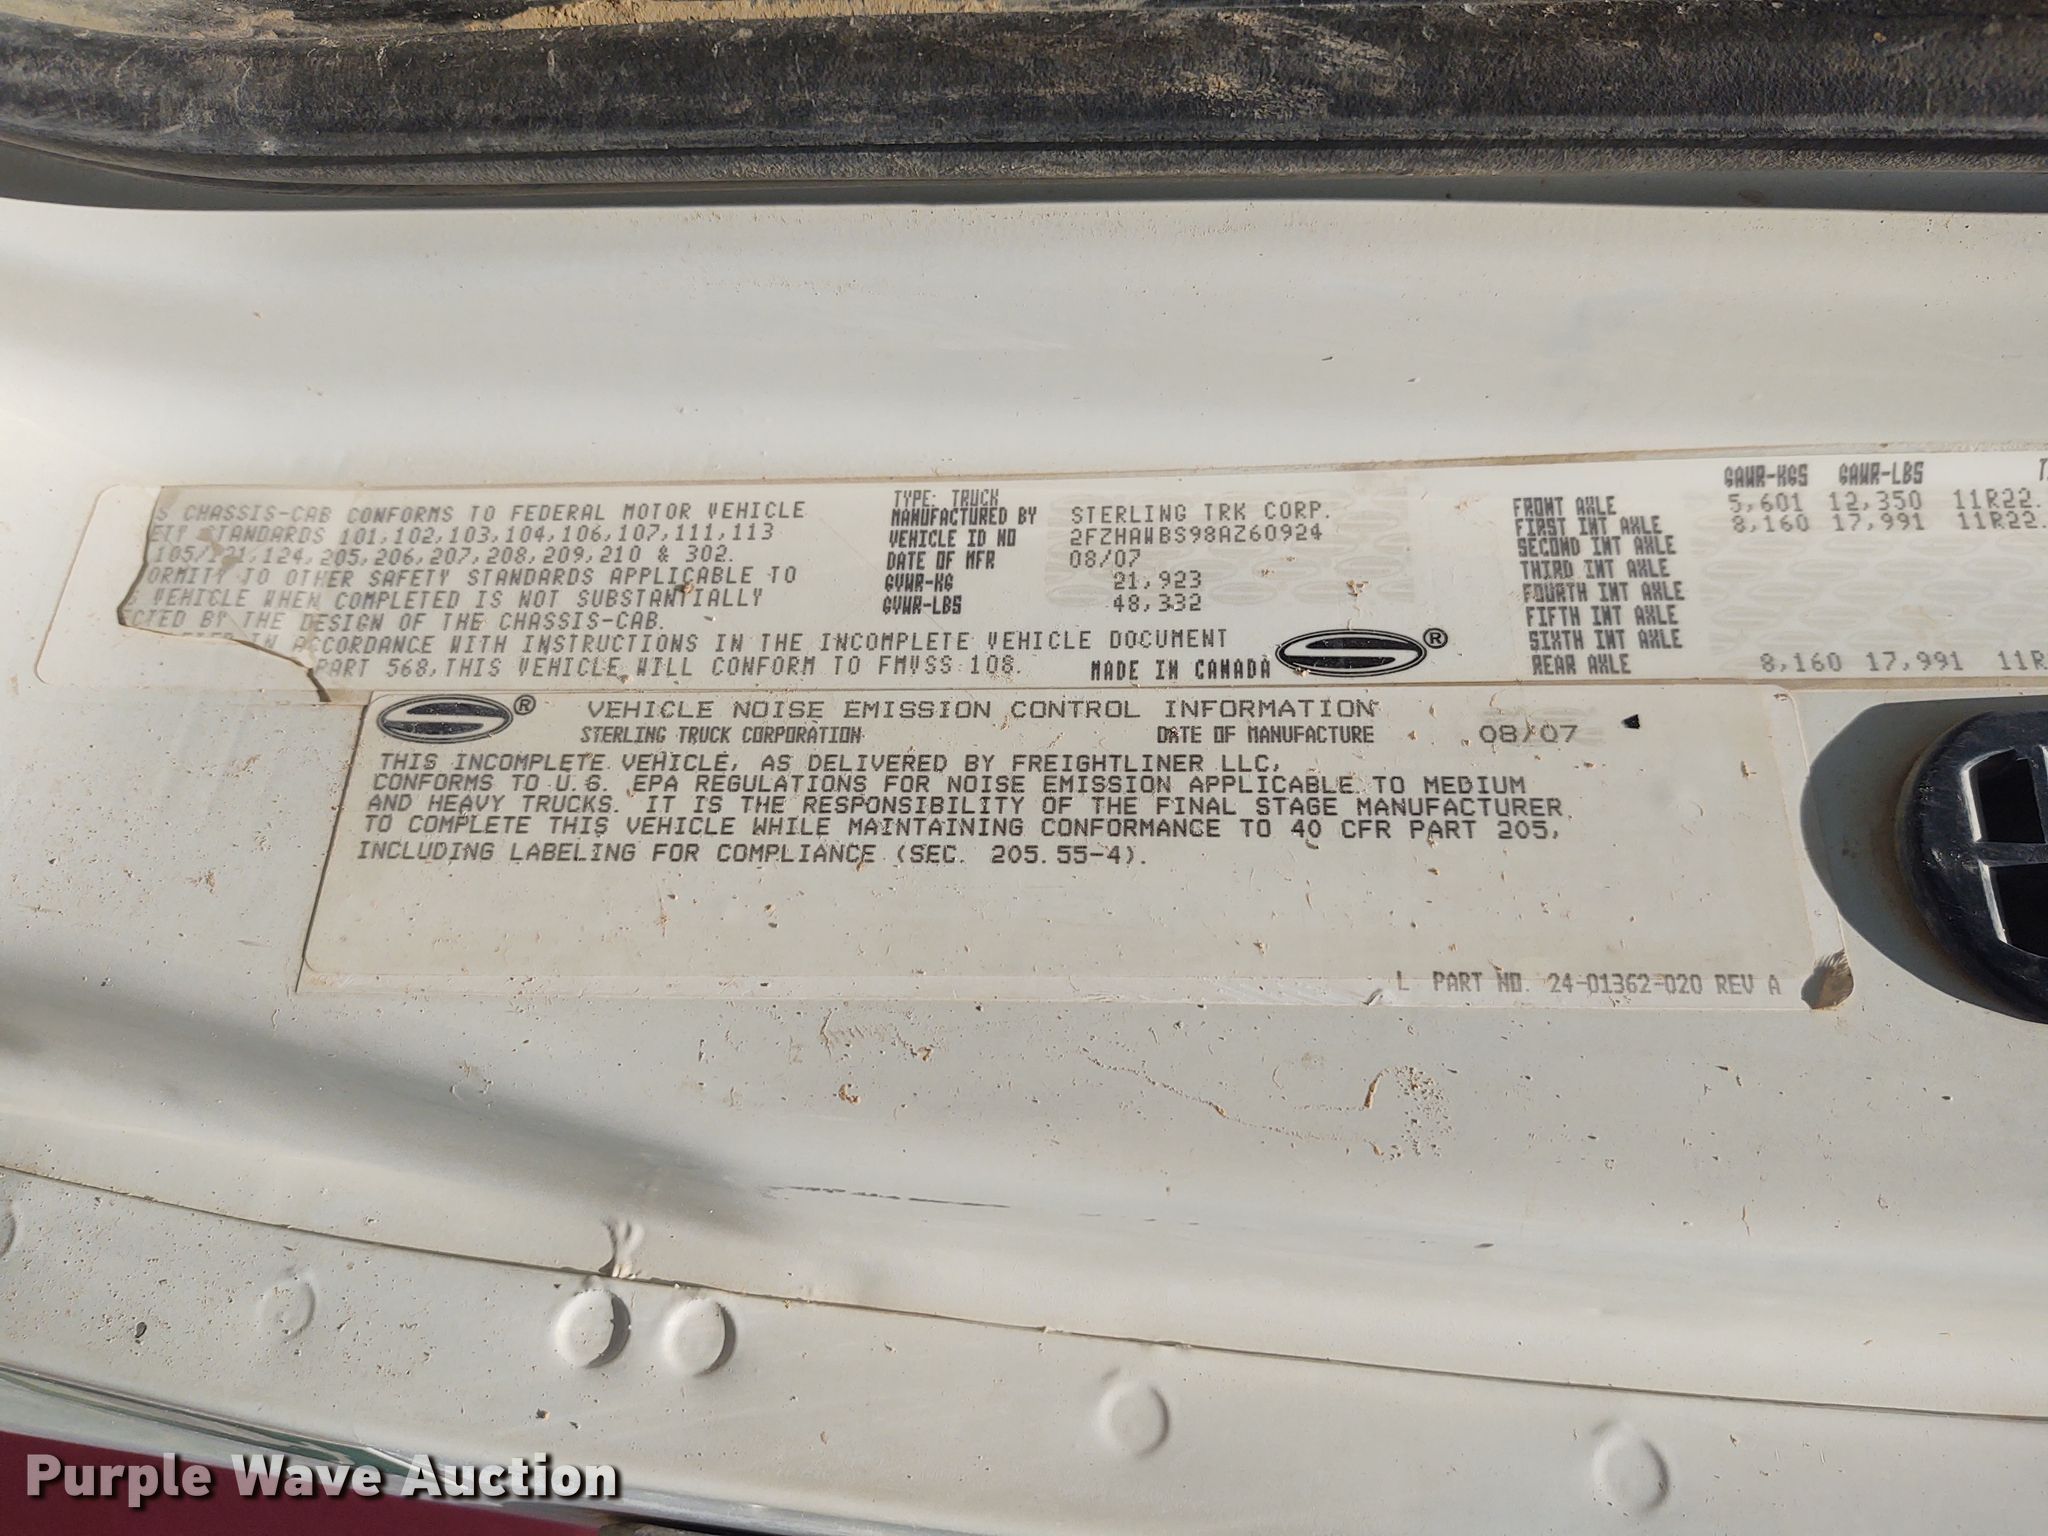 S CHASSIS-CAB CONFORMS TO FEDERAL MOTOR VEHICLE
STANDARDS 101,102,103,104,106,107,111,113
124,205,206,207,208,209,210 & 302.
ORMITY TO OTHER SAFETY STANDARDS APPLICABLE TO
VEHICLE WHEN COMPLETED IS NOT SUBSTANTIALLY
CTED BY THE DESIGN OF THE CHASSIS-CAB.
IN ACCORDANCE WITH INSTRUCTIONS IN THE INCOMPLETE VEHICLE DOCUMENT
PART 568,THIS VEHICLE WILL CONFORM TO FMVSS 108.
TYPE: TRUCK
MANUFACTURED BY STERLING TRK CORP.
VEHICLE ID NO 2FZHAWBS98AZ60924
DATE OF MFR 08/07
GVWR-KG 21,923
GVWR-LBS 48,332
MADE IN CANADA ®
GAWR-KGS GAWR-LBS
FRONT AXLE 5,601 12,350 11R22.
FIRST INT AXLE 8,160 17,991 11R22.
SECOND INT AXLE
THIRD INT AXLE
FOURTH INT AXLE
FIFTH INT AXLE
SIXTH INT AXLE
REAR AXLE 8,160 17,991 11R
® VEHICLE NOISE EMISSION CONTROL INFORMATION
STERLING TRUCK CORPORATION DATE OF MANUFACTURE 08/07
THIS INCOMPLETE VEHICLE, AS DELIVERED BY FREIGHTLINER LLC,
CONFORMS TO U.S. EPA REGULATIONS FOR NOISE EMISSION APPLICABLE TO MEDIUM
AND HEAVY TRUCKS. IT IS THE RESPONSIBILITY OF THE FINAL STAGE MANUFACTURER
TO COMPLETE THIS VEHICLE WHILE MAINTAINING CONFORMANCE TO 40 CFR PART 205,
INCLUDING LABELING FOR COMPLIANCE (SEC. 205.55-4).
L PART NO. 24-01362-020 REV A
Purple Wave Auction